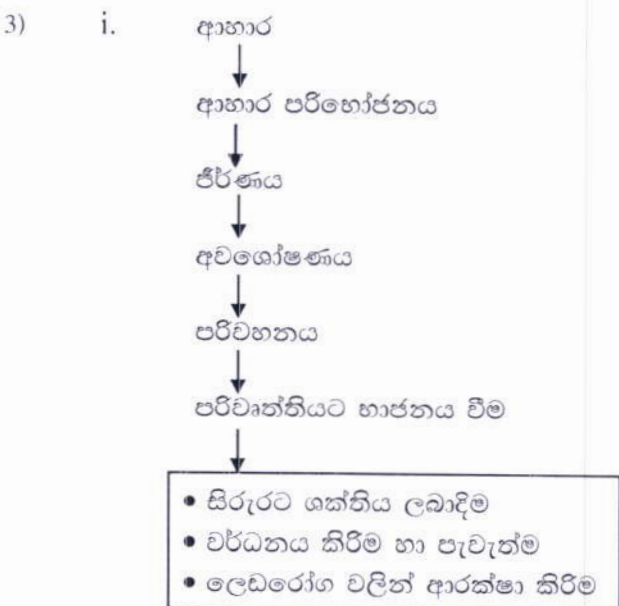 3) i. ආහාර
ආහාර පරිභෝජනය
ජීර්ණය
අවශෝෂණය
පරිවහනය
පරිවෘත්තියට භාජනය වීම
• සිරුරට ශක්තිය ලබාදිම
• වර්ධනය කිරිම හා පැවැත්ම
• ලෙඩරෝග වලින් ආරක්ෂා කිරිම